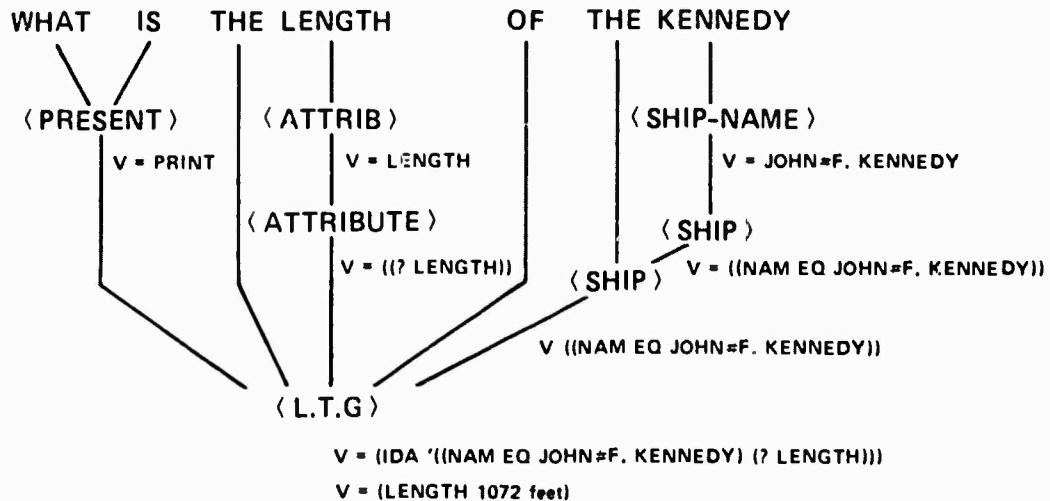 WHAT IS THE LENGTH OF THE KENNEDY
⟨PRESENT⟩ ⟨ATTRIB⟩ ⟨SHIP-NAME⟩
V = PRINT V = LENGTH V = JOHN#F. KENNEDY
⟨ATTRIBUTE⟩ ⟨SHIP⟩
V = ((? LENGTH)) V = ((NAM EQ JOHN#F. KENNEDY))
⟨SHIP⟩
V ((NAM EQ JOHN#F. KENNEDY))
⟨L.T.G⟩
V = (IDA '((NAM EQ JOHN#F. KENNEDY) (? LENGTH)))
V = (LENGTH 1072 feet)